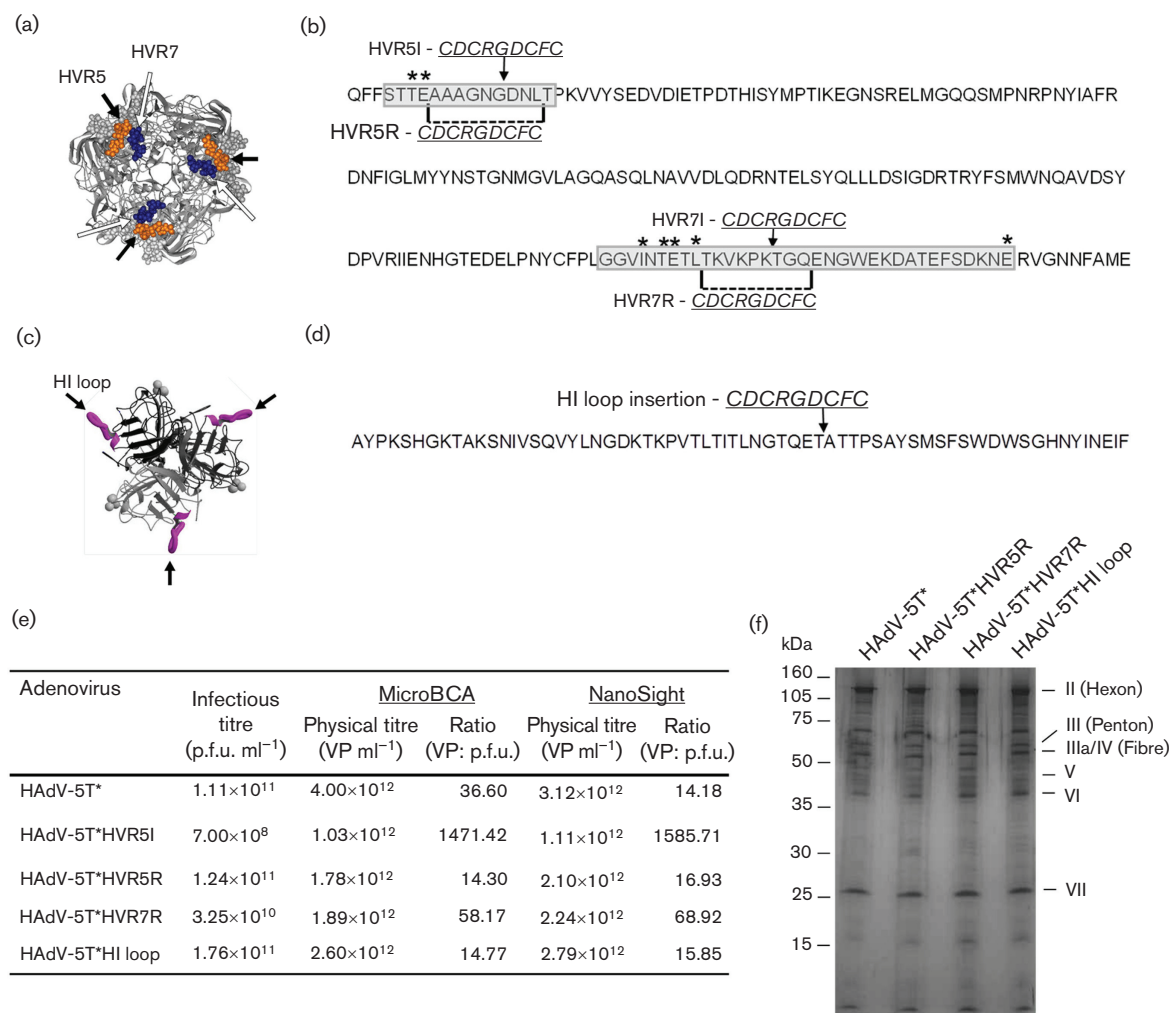 (a)
HVR7
HVR5
(b)
HVR5I - CDCRGDCFC
**
QFFSTTEAAAGNGDNLTPKVVYSEDVDIETPDTHISYMPTIKEGNSRELMGQQSMPNRPNYIAFR
HVR5R - CDCRGDCFC
DNFIGLMYYNSTGNMGVLAGQASQLNAVVDLQDRNTELSYQLLLDSIGDRTRYFSMWNQAVDSY
HVR7I - CDCRGDCFC
* ** * *
DPVRIIENHGTEDELPNYCFPLGGVINTETLTKVKPKTGQENGWEKDATEFSDKNERVGNNFAME
HVR7R - CDCRGDCFC
(c)
HI loop
(d)
HI loop insertion - CDCRGDCFC
AYPKSHGKTAKSNIVSQVYLNGDKTKPVTLTITLNGTQETATTPSAYSMSFSWDWSGHNYINEIF
(e)
Adenovirus Infectious titre (p.f.u. ml⁻¹) MicroBCA NanoSight
Physical titre (VP ml⁻¹) Ratio (VP: p.f.u.) Physical titre (VP ml⁻¹) Ratio (VP: p.f.u.)
HAdV-5T* 1.11×10¹¹ 4.00×10¹² 36.60 3.12×10¹² 14.18
HAdV-5T*HVR5I 7.00×10⁸ 1.03×10¹² 1471.42 1.11×10¹² 1585.71
HAdV-5T*HVR5R 1.24×10¹¹ 1.78×10¹² 14.30 2.10×10¹² 16.93
HAdV-5T*HVR7R 3.25×10¹⁰ 1.89×10¹² 58.17 2.24×10¹² 68.92
HAdV-5T*HI loop 1.76×10¹¹ 2.60×10¹² 14.77 2.79×10¹² 15.85
(f)
HAdV-5T*
HAdV-5T*HVR5R
HAdV-5T*HVR7R
HAdV-5T*HI loop
kDa
160
105
75
50
35
30
25
15
II (Hexon)
III (Penton)
IIIa/IV (Fibre)
V
VI
VII